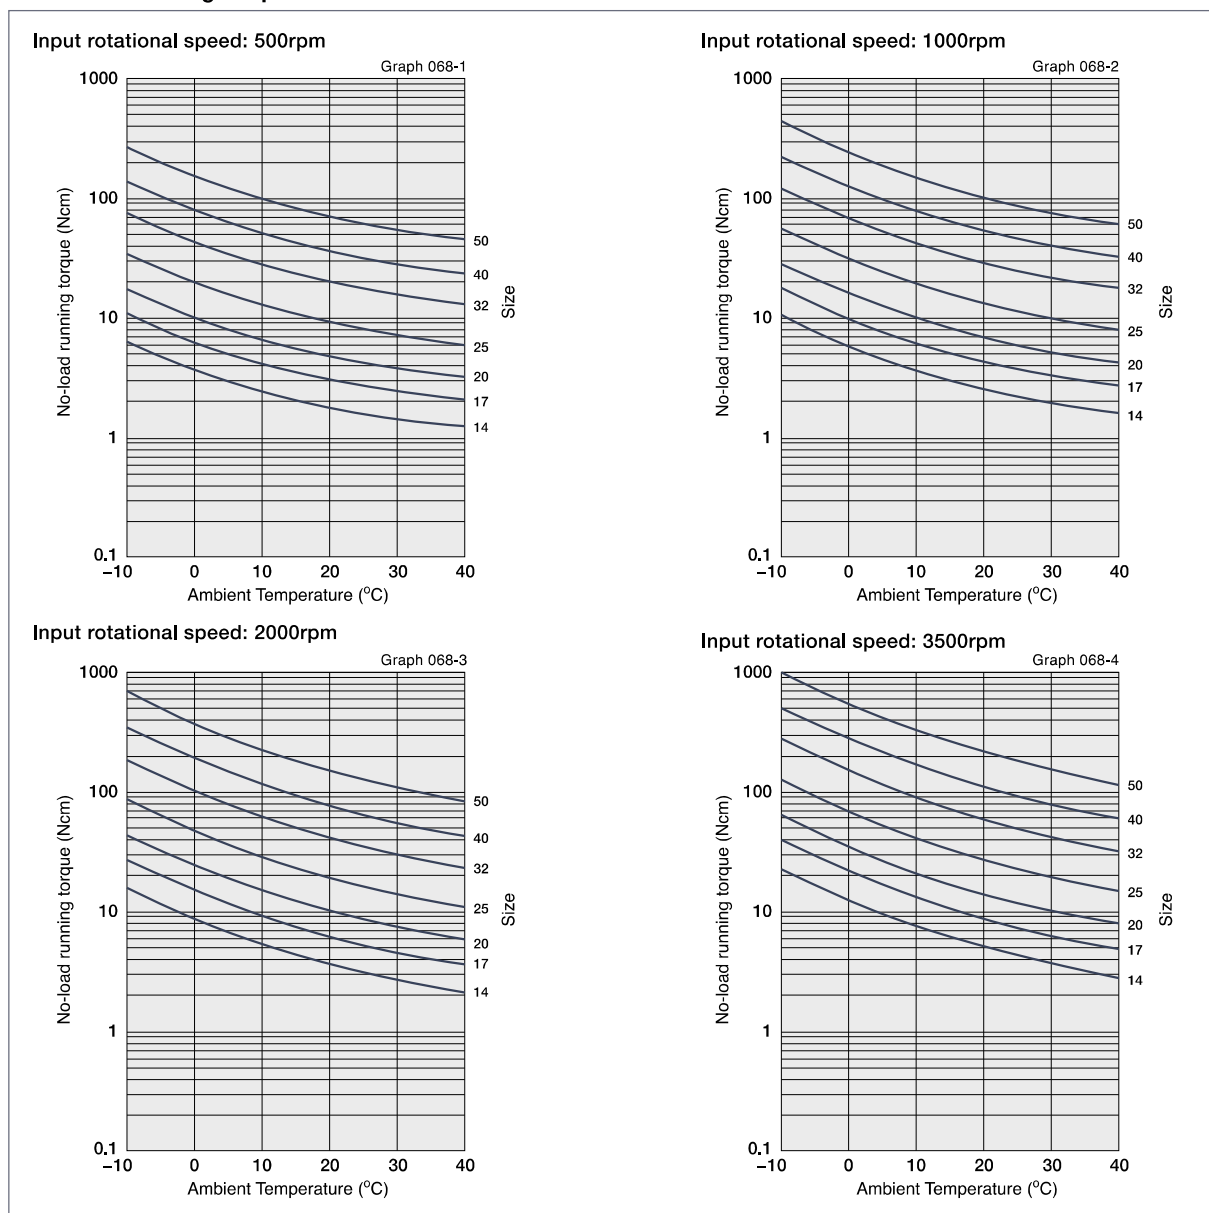 Input rotational speed: 500rpm
Graph 068-1
1000
100
10
1
0.1
No-load running torque (Ncm)
50
40
32
25
20
17
14
Size
–10 0 10 20 30 40
Ambient Temperature (°C)
Input rotational speed: 1000rpm
Graph 068-2
1000
100
10
1
0.1
No-load running torque (Ncm)
50
40
32
25
20
17
14
Size
–10 0 10 20 30 40
Ambient Temperature (°C)
Input rotational speed: 2000rpm
Graph 068-3
1000
100
10
1
0.1
No-load running torque (Ncm)
50
40
32
25
20
17
14
Size
–10 0 10 20 30 40
Ambient Temperature (°C)
Input rotational speed: 3500rpm
Graph 068-4
1000
100
10
1
0.1
No-load running torque (Ncm)
50
40
32
25
20
17
14
Size
–10 0 10 20 30 40
Ambient Temperature (°C)